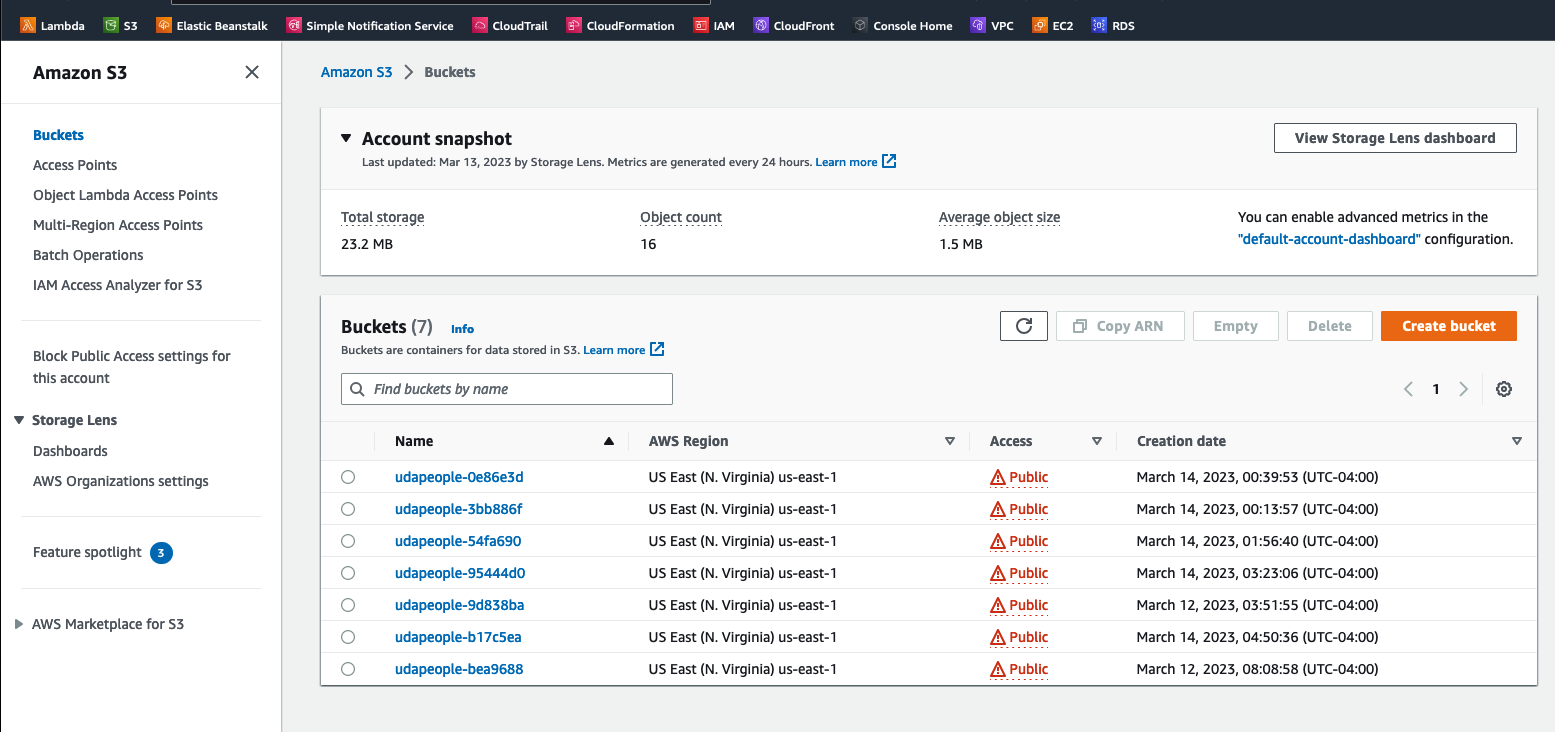 Lambda S3 Elastic Beanstalk Simple Notification Service CloudTrail CloudFormation IAM CloudFront Console Home VPC EC2 RDS
Amazon S3
Buckets
Access Points
Object Lambda Access Points
Multi-Region Access Points
Batch Operations
IAM Access Analyzer for S3
Block Public Access settings for
this account
Storage Lens
Dashboards
AWS Organizations settings
Feature spotlight 3
AWS Marketplace for S3
Amazon S3 > Buckets
Account snapshot
View Storage Lens dashboard
Last updated: Mar 13, 2023 by Storage Lens. Metrics are generated every 24 hours. Learn more
Total storage
23.2 MB
Object count
16
Average object size
1.5 MB
You can enable advanced metrics in the
"default-account-dashboard" configuration.
Buckets (7) Info
Copy ARN Empty Delete Create bucket
Buckets are containers for data stored in S3. Learn more
Find buckets by name
1
Name AWS Region Access Creation date
udapeople-0e86e3d US East (N. Virginia) us-east-1 Public March 14, 2023, 00:39:53 (UTC-04:00)
udapeople-3bb886f US East (N. Virginia) us-east-1 Public March 14, 2023, 00:13:57 (UTC-04:00)
udapeople-54fa690 US East (N. Virginia) us-east-1 Public March 14, 2023, 01:56:40 (UTC-04:00)
udapeople-95444d0 US East (N. Virginia) us-east-1 Public March 14, 2023, 03:23:06 (UTC-04:00)
udapeople-9d838ba US East (N. Virginia) us-east-1 Public March 12, 2023, 03:51:55 (UTC-04:00)
udapeople-b17c5ea US East (N. Virginia) us-east-1 Public March 14, 2023, 04:50:36 (UTC-04:00)
udapeople-bea9688 US East (N. Virginia) us-east-1 Public March 12, 2023, 08:08:58 (UTC-04:00)